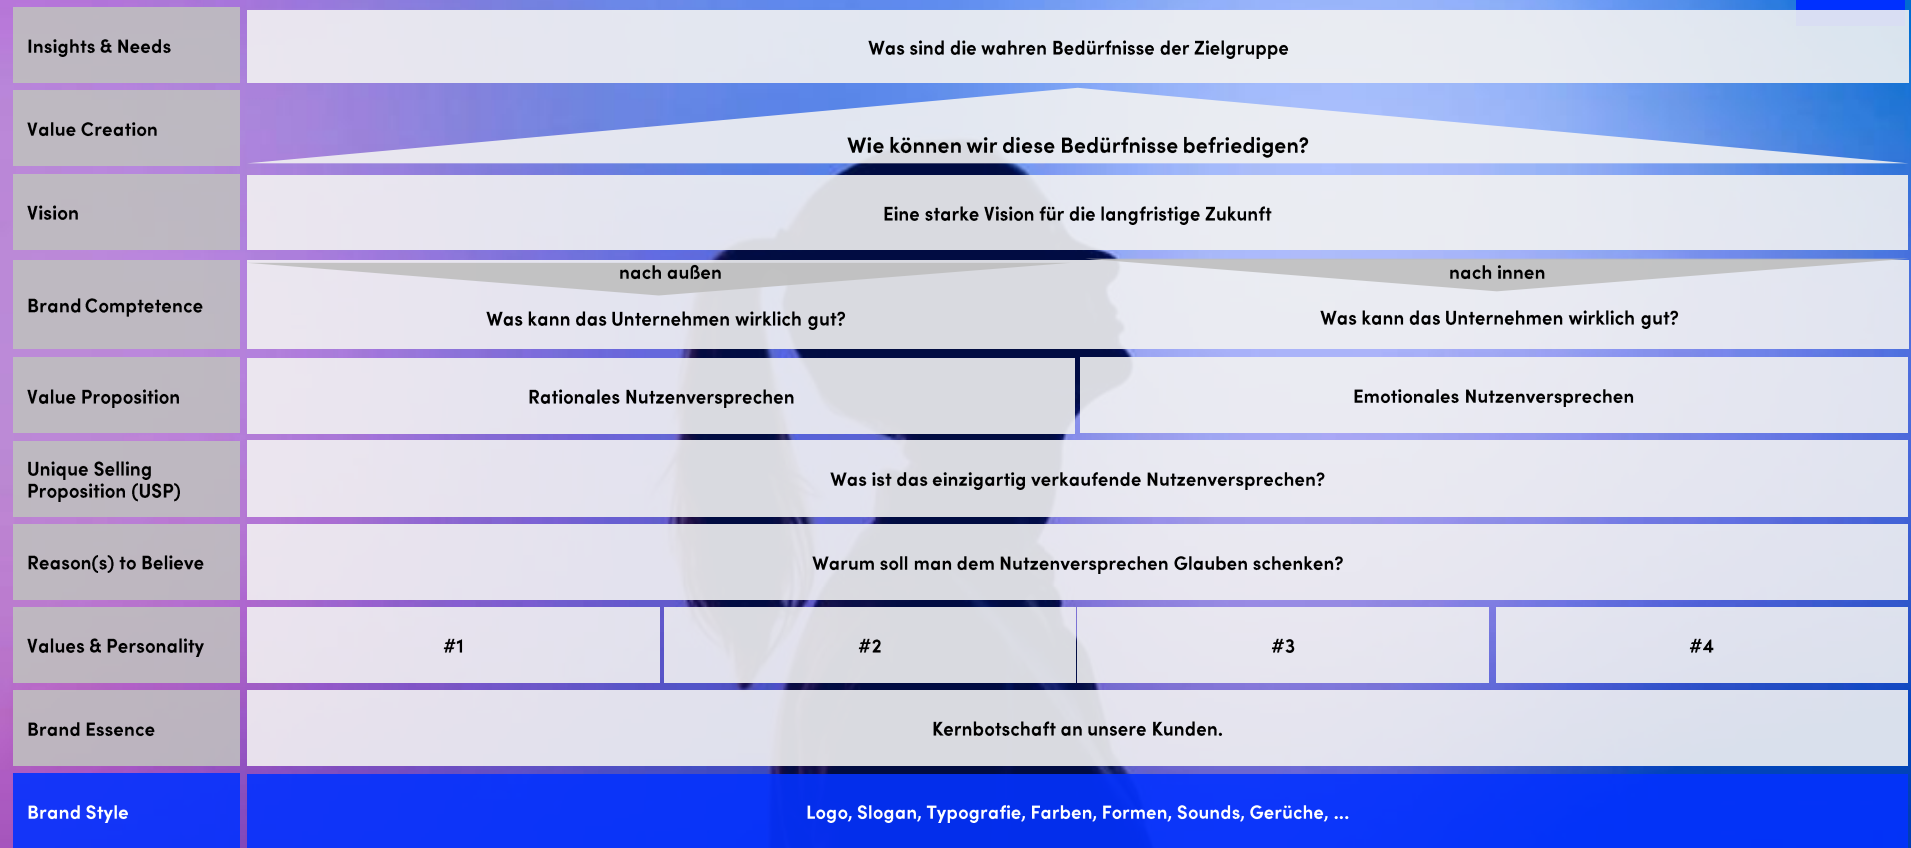 Insights & Needs
Was sind die wahren Bedürfnisse der Zielgruppe
Value Creation
Wie können wir diese Bedürfnisse befriedigen?
Vision
Eine starke Vision für die langfristige Zukunft
Brand Comptetence
nach außen
Was kann das Unternehmen wirklich gut?
nach innen
Was kann das Unternehmen wirklich gut?
Value Proposition
Rationales Nutzenversprechen
Emotionales Nutzenversprechen
Unique Selling
Proposition (USP)
Was ist das einzigartig verkaufende Nutzenversprechen?
Reason(s) to Believe
Warum soll man dem Nutzenversprechen Glauben schenken?
Values & Personality
#1
#2
#3
#4
Brand Essence
Kernbotschaft an unsere Kunden.
Brand Style
Logo, Slogan, Typografie, Farben, Formen, Sounds, Gerüche, ...